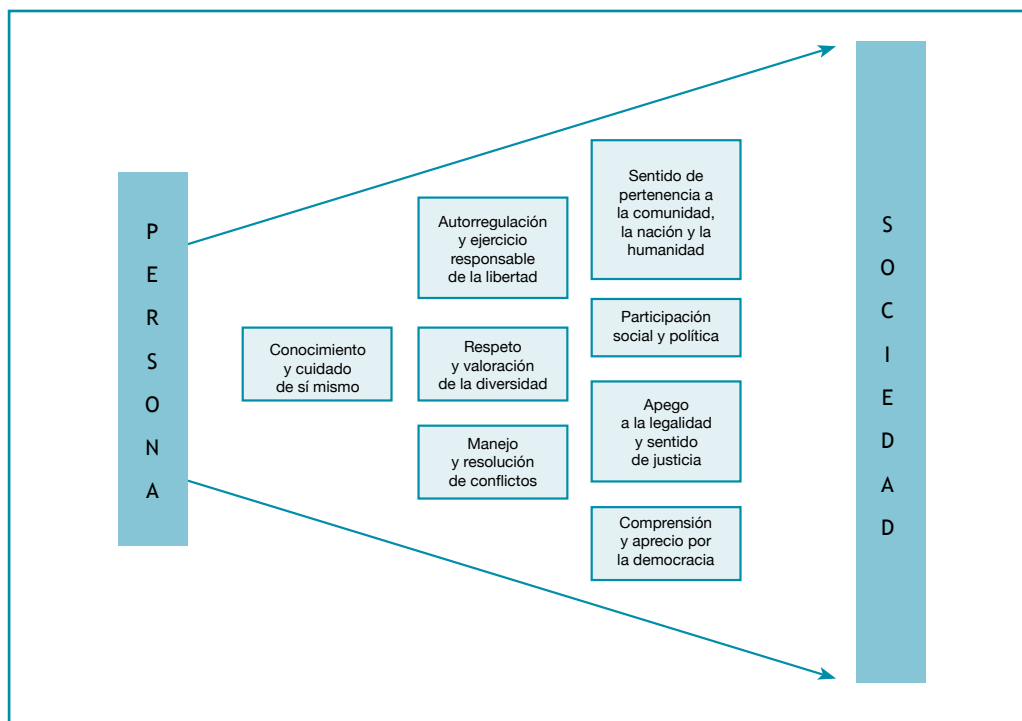 PERSONA
Conocimiento
y cuidado
de sí mismo
Autorregulación
y ejercicio
responsable
de la libertad
Respeto
y valoración
de la diversidad
Manejo
y resolución
de conflictos
Sentido de
pertenencia a
la comunidad,
la nación y la
humanidad
Participación
social y política
Apego
a la legalidad
y sentido
de justicia
Comprensión
y aprecio por
la democracia
SOCIEDAD